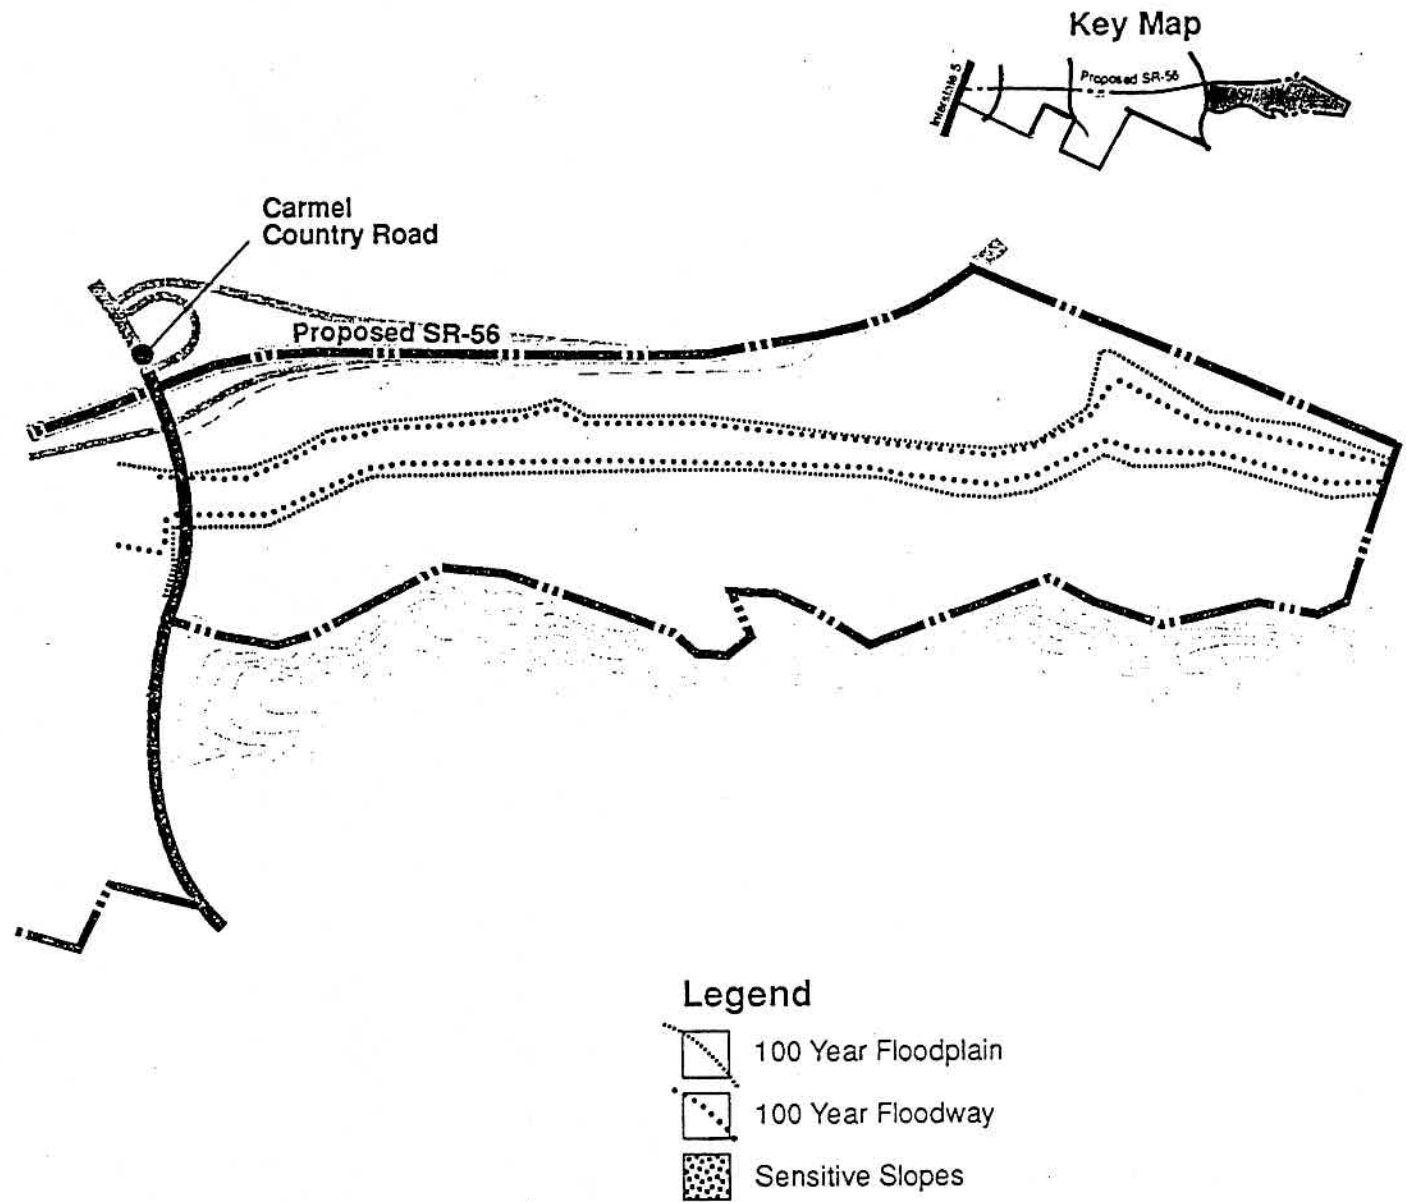 Key Map
Interstate 5
Proposed SR-56
Carmel
Country Road
Proposed SR-56
Legend
100 Year Floodplain
100 Year Floodway
Sensitive Slopes